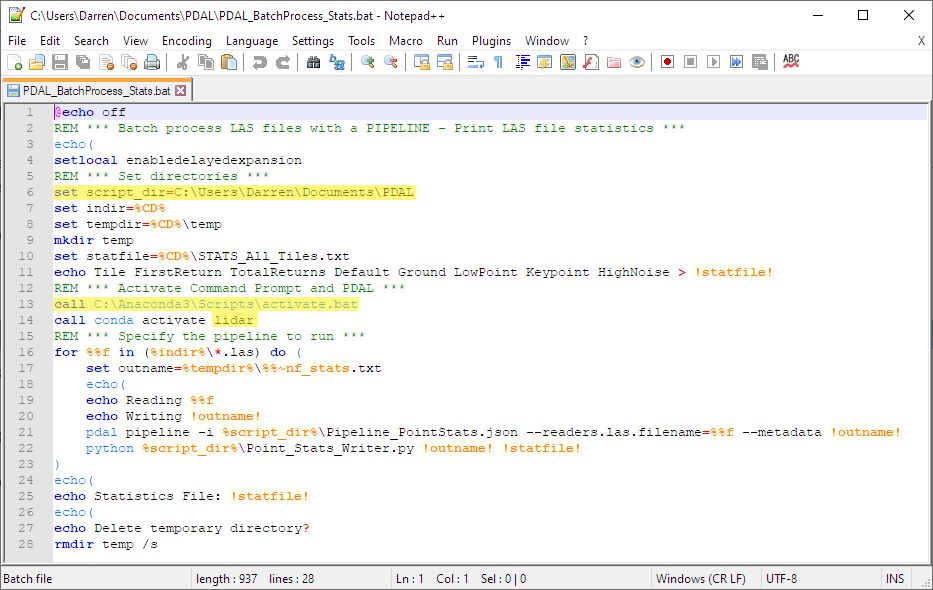 C:\Users\Darren\Documents\PDAL\PDAL_BatchProcess_Stats.bat - Notepad++
File Edit Search View Encoding Language Settings Tools Macro Run Plugins Window ? X
ABC
PDAL_BatchProcess_Stats.bat
1 @echo off
2 REM *** Batch process LAS files with a PIPELINE - Print LAS file statistics ***
3 echo(
4 setlocal enabledelayedexpansion
5 REM *** Set directories ***
6 set script_dir=C:\Users\Darren\Documents\PDAL
7 set indir=%CD%
8 set tempdir=%CD%\temp
9 mkdir temp
10 set statfile=%CD%\STATS_All_Tiles.txt
11 echo Tile FirstReturn TotalReturns Default Ground LowPoint Keypoint HighNoise > !statfile!
12 REM *** Activate Command Prompt and PDAL ***
13 call C:\Anaconda3\Scripts\activate.bat
14 call conda activate lidar
15 REM *** Specify the pipeline to run ***
16 for %%f in (%indir%\*.las) do (
17 set outname=%tempdir%\%%~nf_stats.txt
18 echo(
19 echo Reading %%f
20 echo Writing !outname!
21 pdal pipeline -i %script_dir%\Pipeline_PointStats.json --readers.las.filename=%%f --metadata !outname!
22 python %script_dir%\Point_Stats_Writer.py !outname! !statfile!
23 )
24 echo(
25 echo Statistics File: !statfile!
26 echo(
27 echo Delete temporary directory?
28 rmdir temp /s
Batch file length : 937 lines : 28 Ln : 1 Col : 1 Sel : 0 | 0 Windows (CR LF) UTF-8 INS